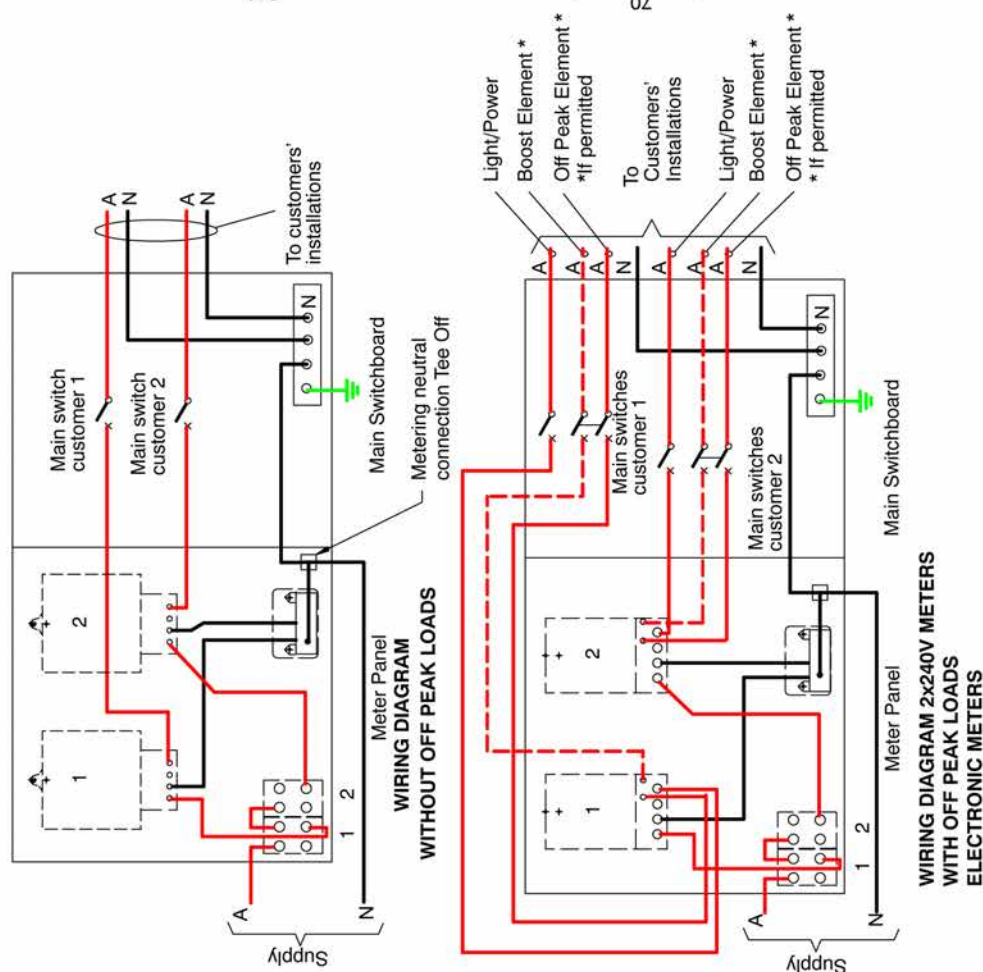 70
Supply
A
N
1
2
1
2
Meter Panel
WIRING DIAGRAM
WITHOUT OFF PEAK LOADS
Main switch
customer 1
Main switch
customer 2
Main Switchboard
Metering neutral
connection Tee Off
N
A
N
A
N
To customers'
installations
Supply
A
N
1
2
1
2
Meter Panel
WIRING DIAGRAM 2x240V METERS
WITH OFF PEAK LOADS
ELECTRONIC METERS
Main switches
customer 1
Main switches
customer 2
Main Switchboard
N
A
A
A
N
A
A
A
N
Light/Power
Boost Element *
Off Peak Element *
*If permitted
To
Customers'
Installations
Light/Power
Boost Element *
Off Peak Element *
* If permitted